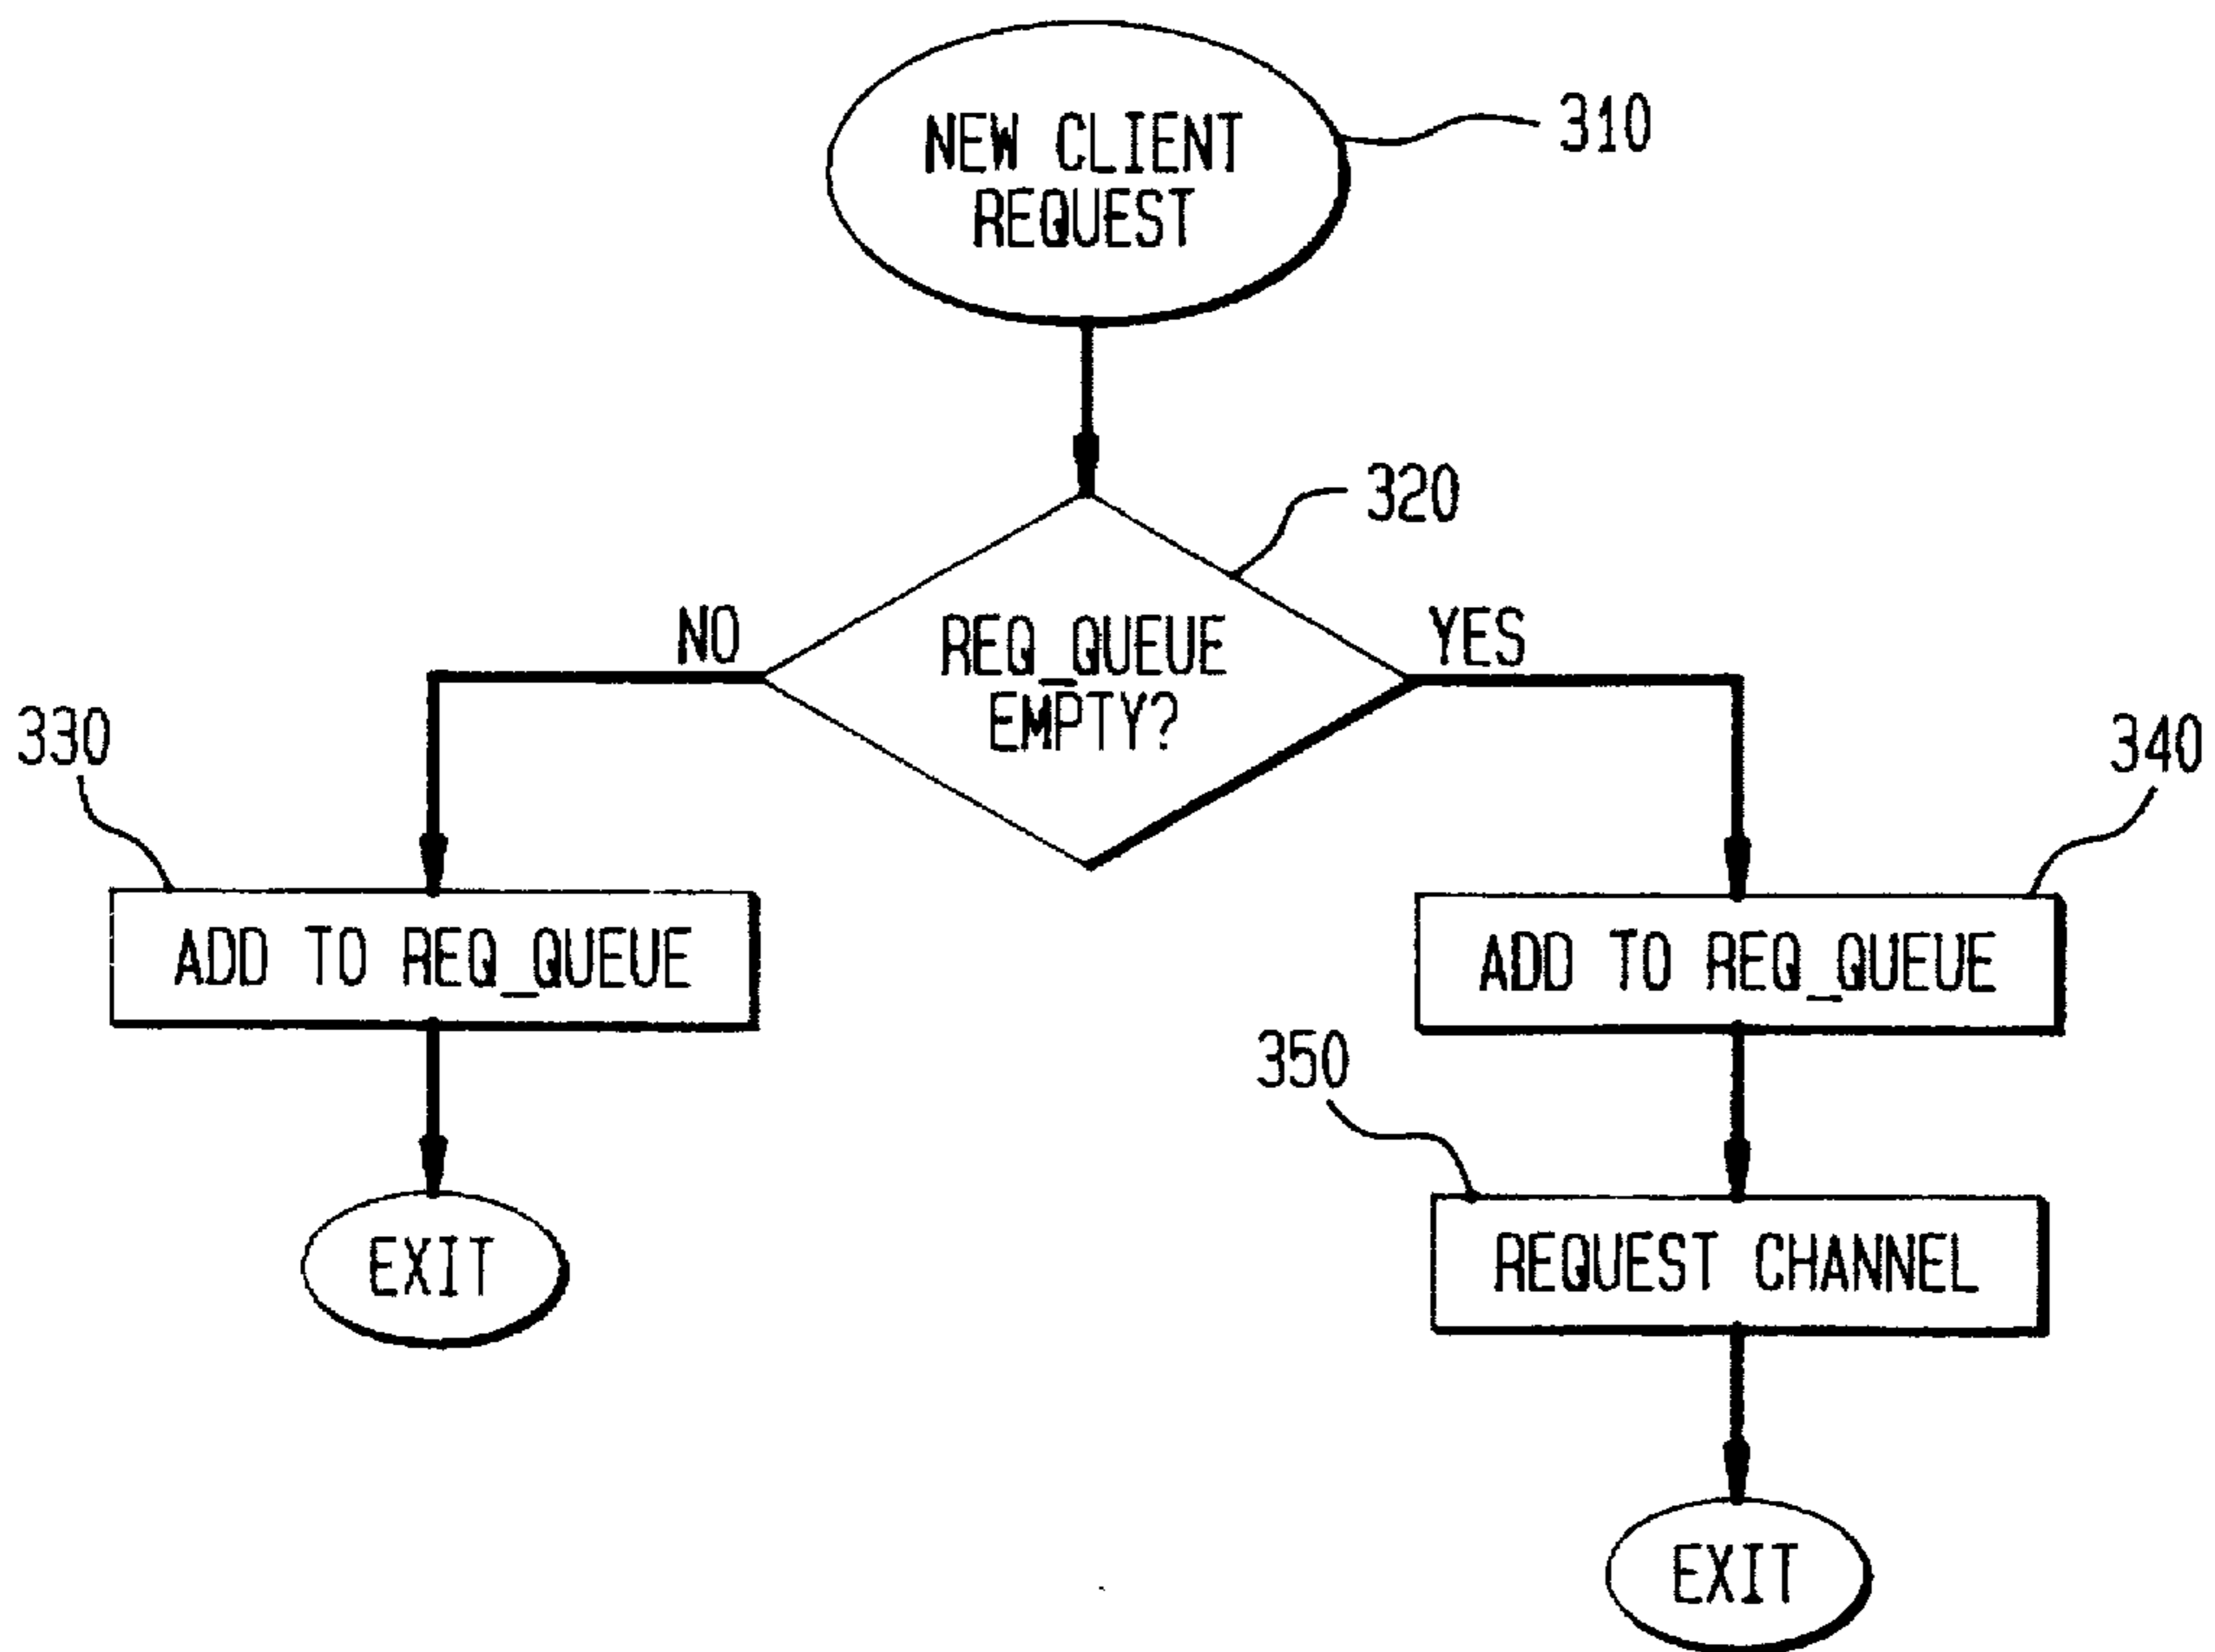 NEW CLIENT
REQUEST
310
320
REQ_QUEUE
EMPTY?
NO
YES
330
340
ADD TO REQ_QUEUE
ADD TO REQ_QUEUE
350
EXIT
REQUEST CHANNEL
EXIT